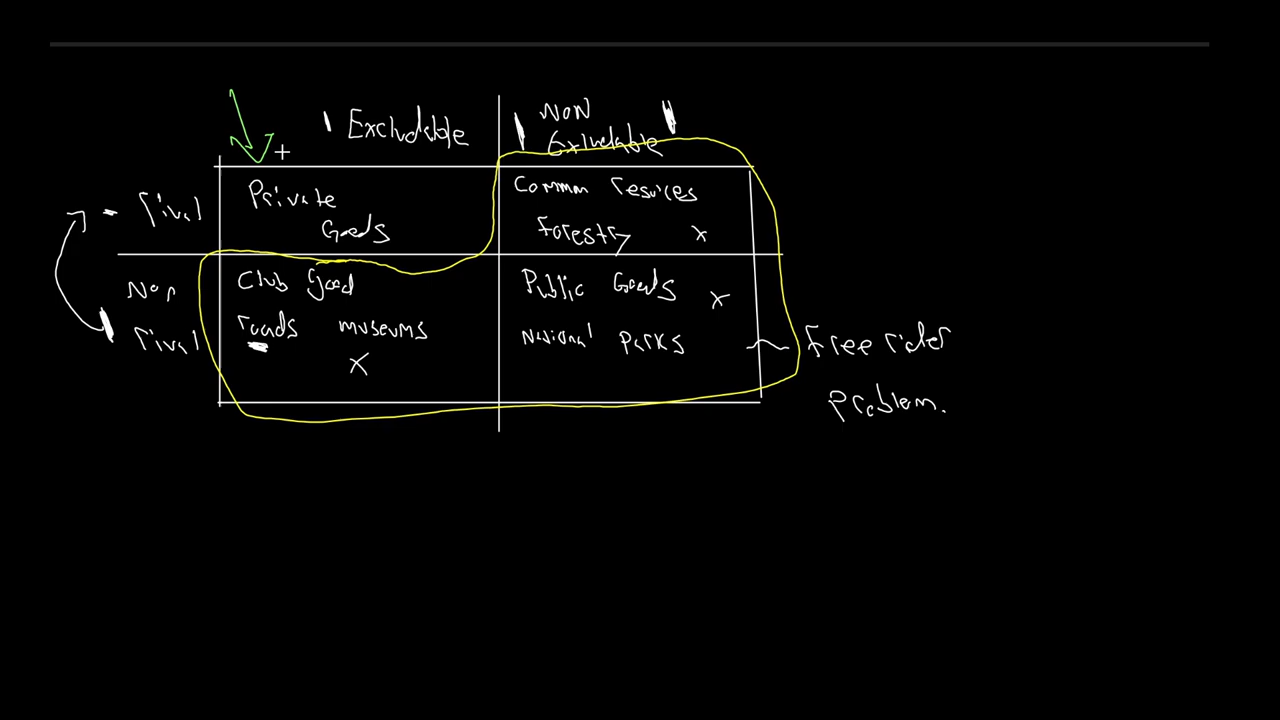 Excludable
Non
Exludable
- rival
Private
Goods
Common resources
Forestry x
Non
rival
Club good
roads museums
x
Public Goods x
National parks
Free rider
problem.